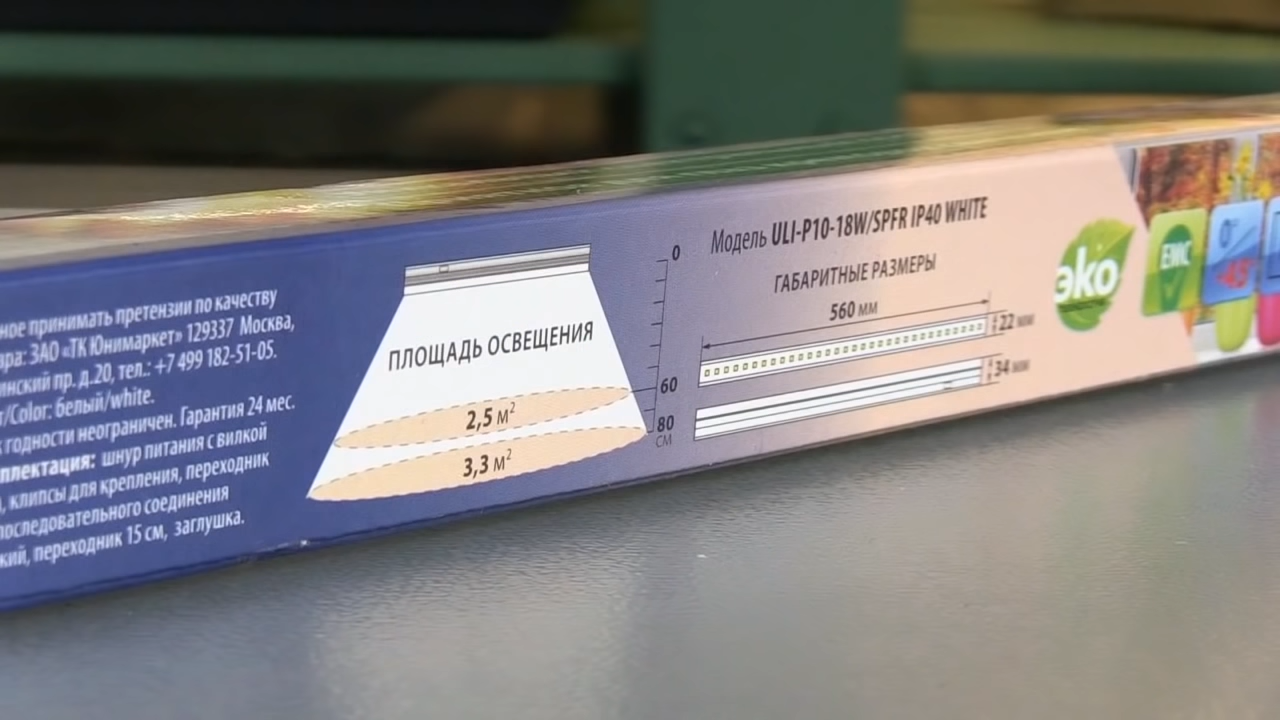 ное принимать претензии по качеству
ара: ЗАО «ТК Юнимаркет» 129337 Москва,
инский пр. д.20, тел.: +7 499 182-51-05.
т/Color: белый/white.
к годности неограничен. Гарантия 24 мес.
плектация: шнур питания с вилкой
, клипсы для крепления, переходник
последовательного соединения
кий, переходник 15 см, заглушка.
ПЛОЩАДЬ ОСВЕЩЕНИЯ
2,5 м²
3,3 м²
0
60
80
СМ
Модель ULI-P10-18W/SPFR IP40 WHITE
ГАБАРИТНЫЕ РАЗМЕРЫ
560 мм
22 мм
34 мм
эко
EMC